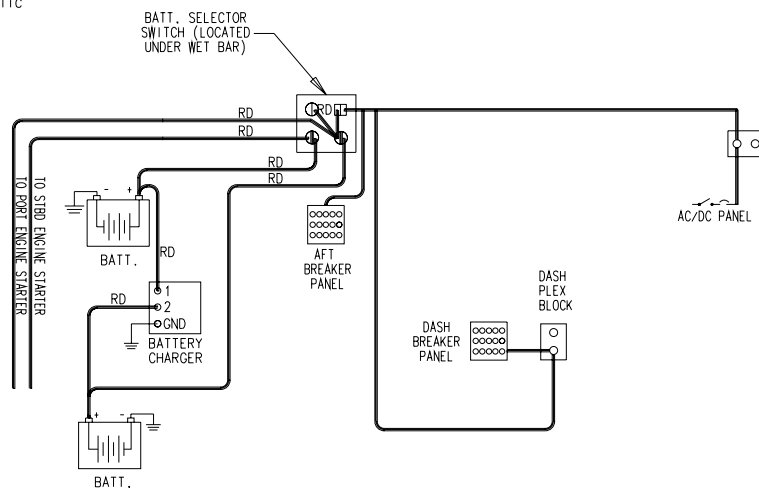 BATT. SELECTOR
SWITCH (LOCATED
UNDER WET BAR)
RD
RD
RD
RD
RD
TO STBD ENGINE STARTER
TO PORT ENGINE STARTER
- +
BATT.
RD
AFT
BREAKER
PANEL
AC/DC PANEL
RD
1
2
GND
BATTERY
CHARGER
DASH
PLEX
BLOCK
DASH
BREAKER
PANEL
+ -
BATT.